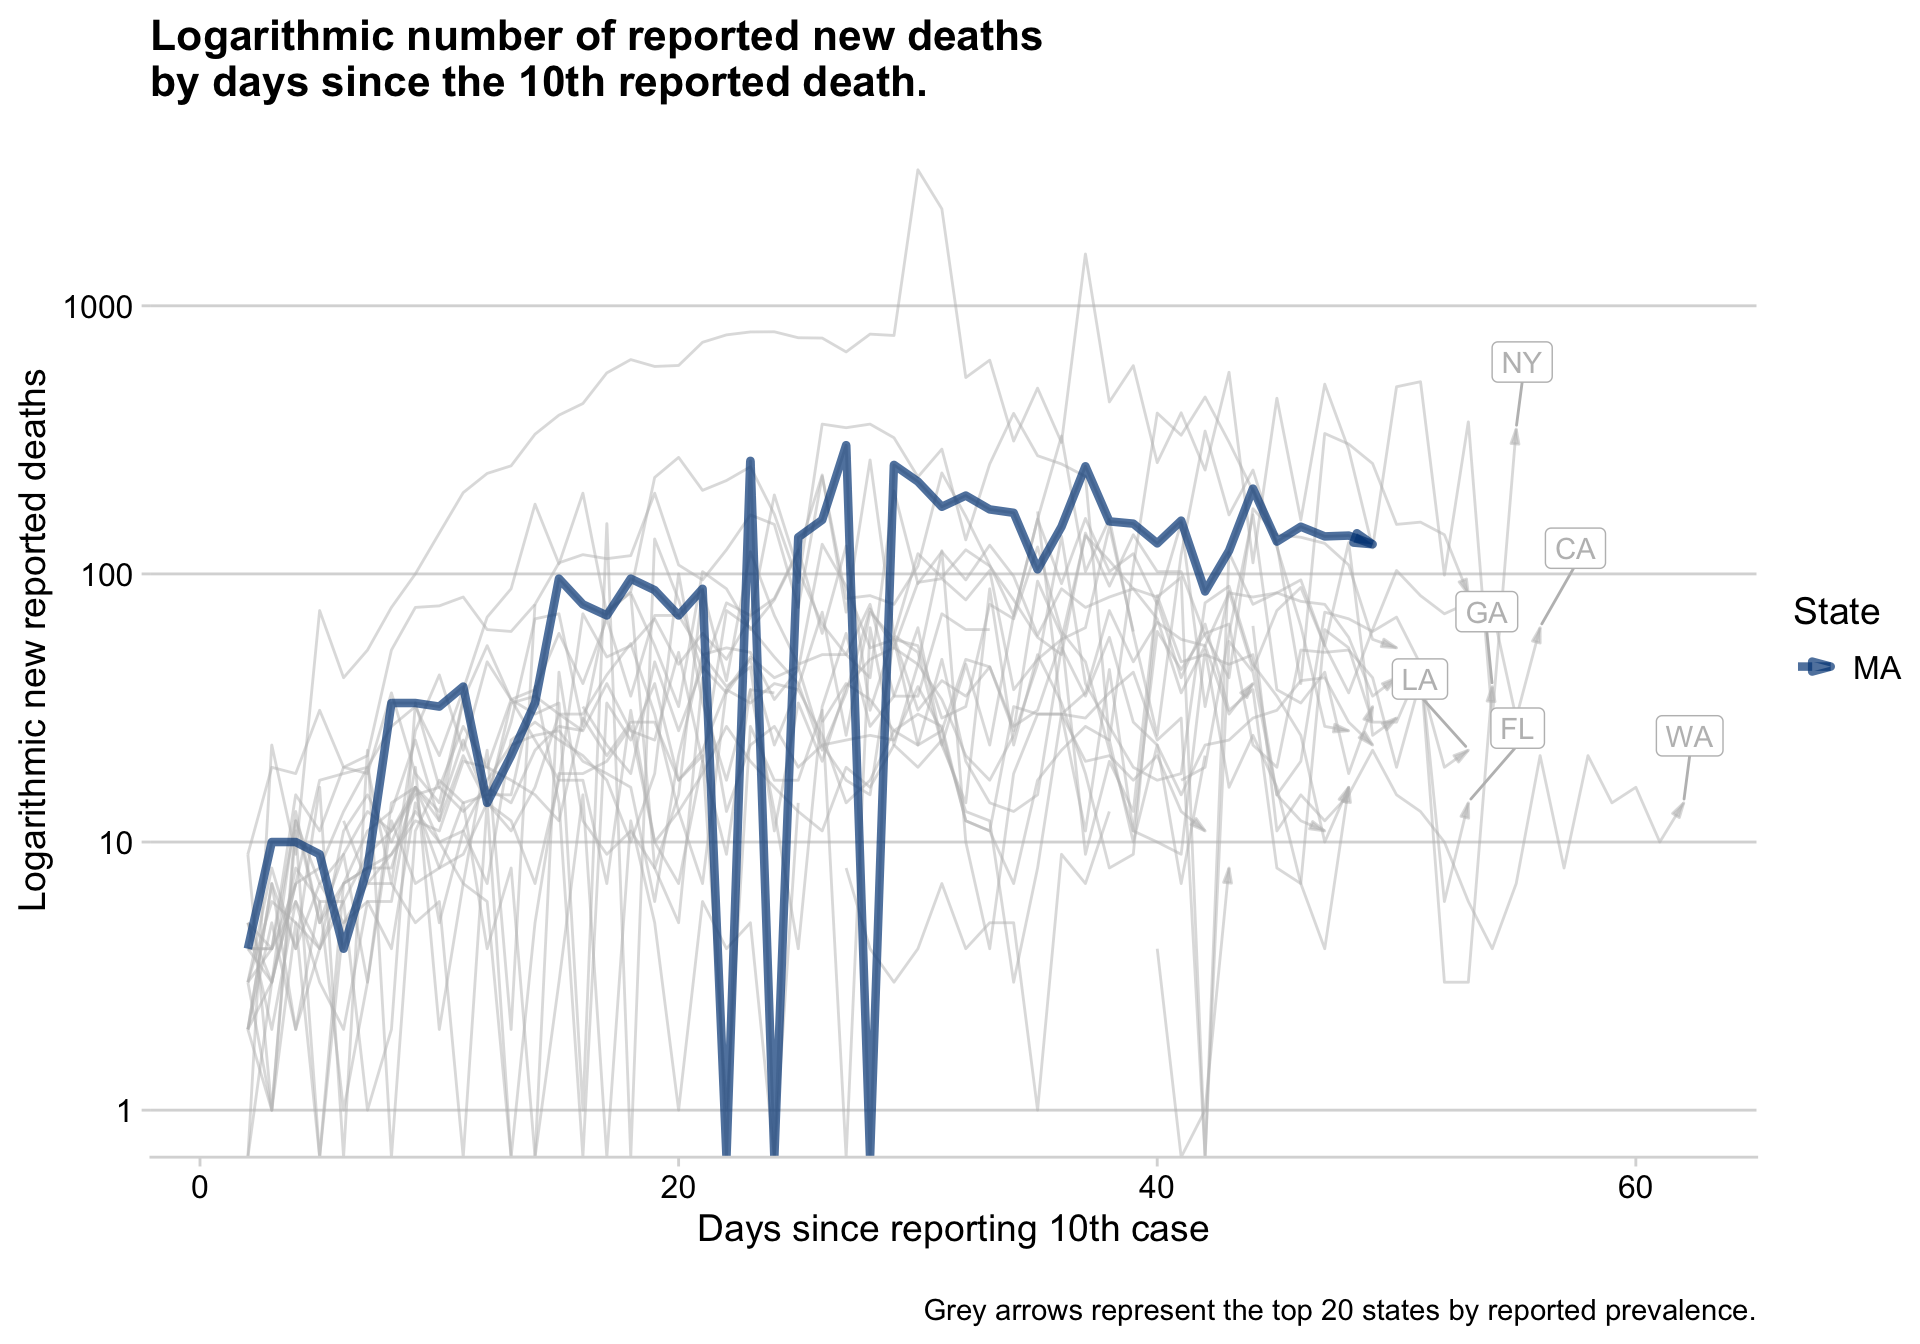 Logarithmic number of reported new deaths
by days since the 10th reported death.
Logarithmic new reported deaths
1000
100
10
1
NY
CA
GA
LA
FL
WA
State
MA
0
20
40
60
Days since reporting 10th case
Grey arrows represent the top 20 states by reported prevalence.